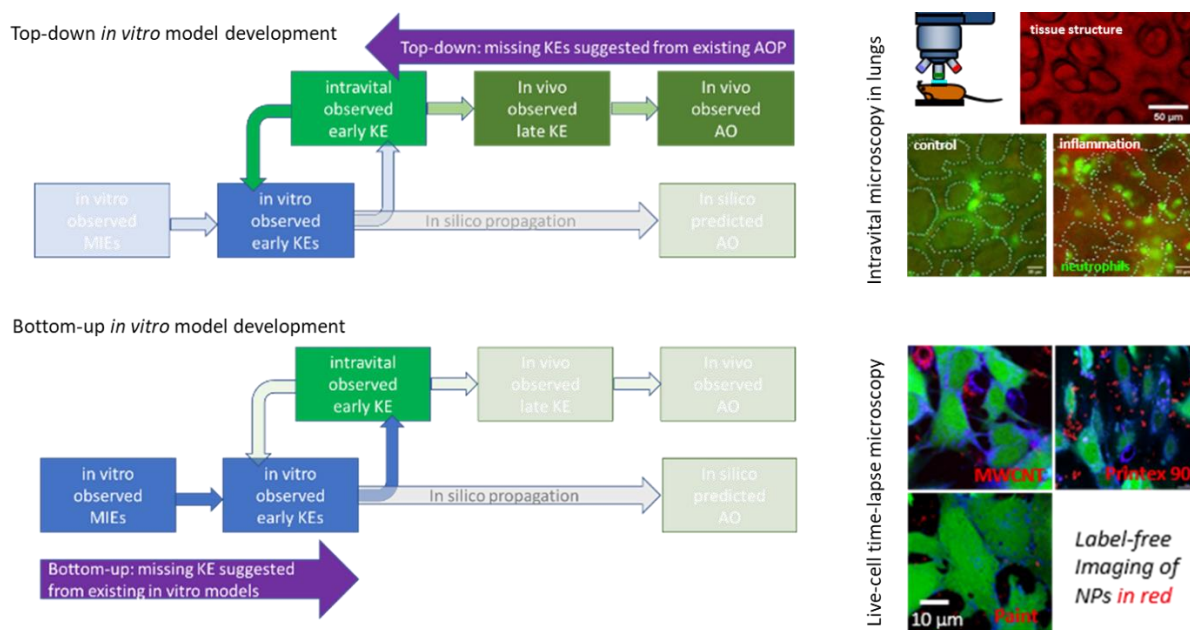 Top-down in vitro model development
Top-down: missing KEs suggested from existing AOP
intravital
observed
early KE
In vivo
observed
late KE
In vivo
observed
AO
in vitro
observed
MIEs
in vitro
observed
early KEs
In silico propagation
In silico
predicted
AO
Bottom-up in vitro model development
intravital
observed
early KE
In vivo
observed
late KE
In vivo
observed
AO
in vitro
observed
MIEs
in vitro
observed
early KEs
In silico propagation
In silico
predicted
AO
Bottom-up: missing KE suggested
from existing in vitro models
Intravital microscopy in lungs
tissue structure
50 µm
control
inflammation
neutrophils
Live-cell time-lapse microscopy
MWCNT
Printex 90
Paint
10 µm
Label-free
Imaging of
NPs in red